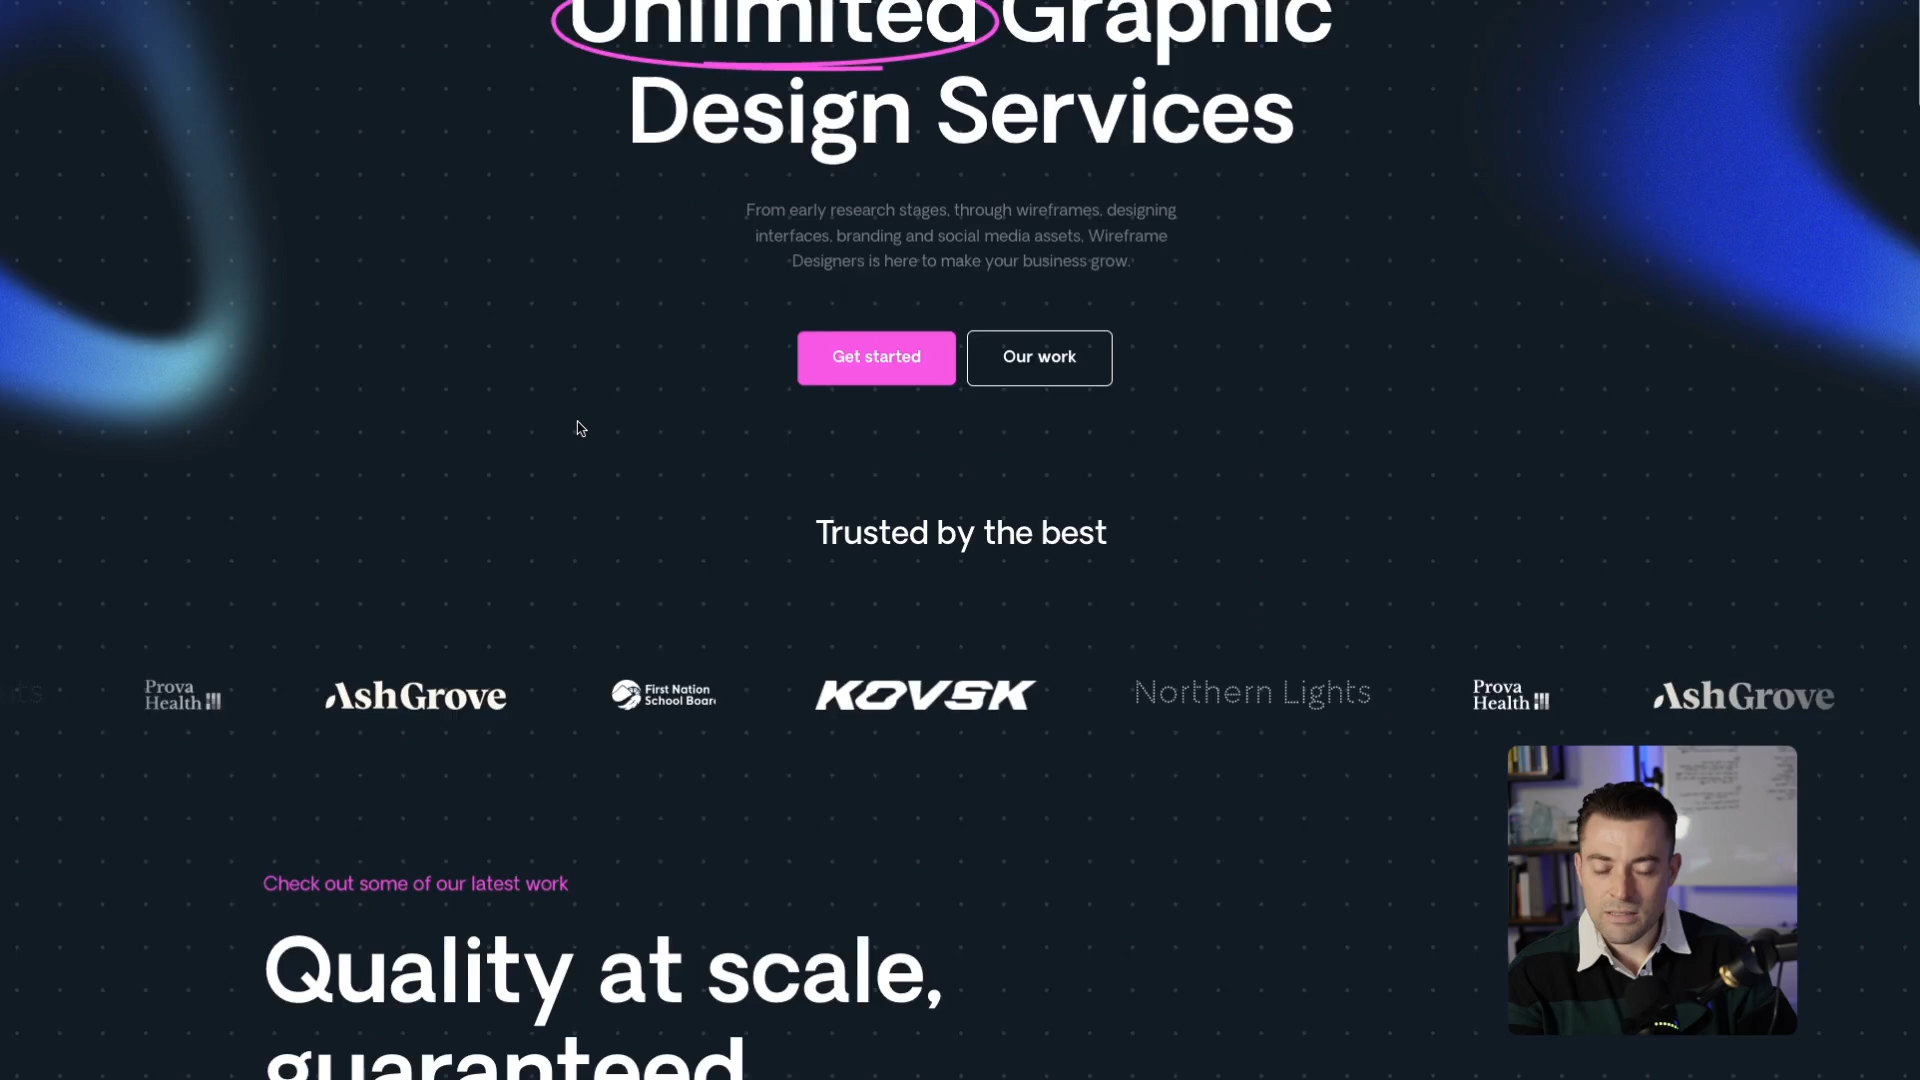 Unlimited Graphic
Design Services
From early research stages, through wireframes, designing
interfaces, branding and social media assets, Wireframe
Designers is here to make your business grow.
Get started
Our work
Trusted by the best
Prova
Health
AshGrove
First Nation
School Board
KOVSK
Northern Lights
Prova
Health
AshGrove
Check out some of our latest work
Quality at scale,
guaranteed